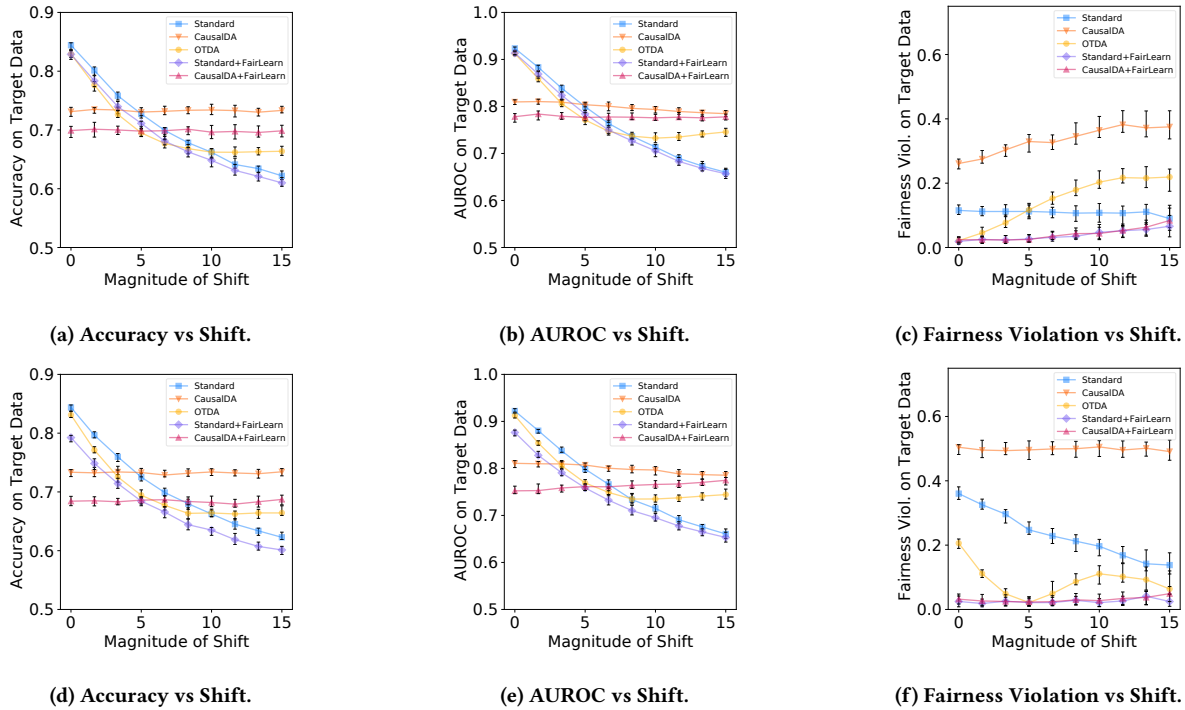 0.9
0.8
0.7
0.6
0.5
0
5
10
15
Accuracy on Target Data
Magnitude of Shift
Standard
CausalDA
OTDA
Standard+FairLearn
CausalDA+FairLearn
(a) Accuracy vs Shift.
1.0
0.9
0.8
0.7
0.6
0.5
0
5
10
15
AUROC on Target Data
Magnitude of Shift
Standard
CausalDA
OTDA
Standard+FairLearn
CausalDA+FairLearn
(b) AUROC vs Shift.
0.6
0.4
0.2
0.0
0
5
10
15
Fairness Viol. on Target Data
Magnitude of Shift
Standard
CausalDA
OTDA
Standard+FairLearn
CausalDA+FairLearn
(c) Fairness Violation vs Shift.
0.9
0.8
0.7
0.6
0.5
0
5
10
15
Accuracy on Target Data
Magnitude of Shift
Standard
CausalDA
OTDA
Standard+FairLearn
CausalDA+FairLearn
(d) Accuracy vs Shift.
1.0
0.9
0.8
0.7
0.6
0.5
0
5
10
15
AUROC on Target Data
Magnitude of Shift
Standard
CausalDA
OTDA
Standard+FairLearn
CausalDA+FairLearn
(e) AUROC vs Shift.
0.6
0.4
0.2
0.0
0
5
10
15
Fairness Viol. on Target Data
Magnitude of Shift
Standard
CausalDA
OTDA
Standard+FairLearn
CausalDA+FairLearn
(f) Fairness Violation vs Shift.